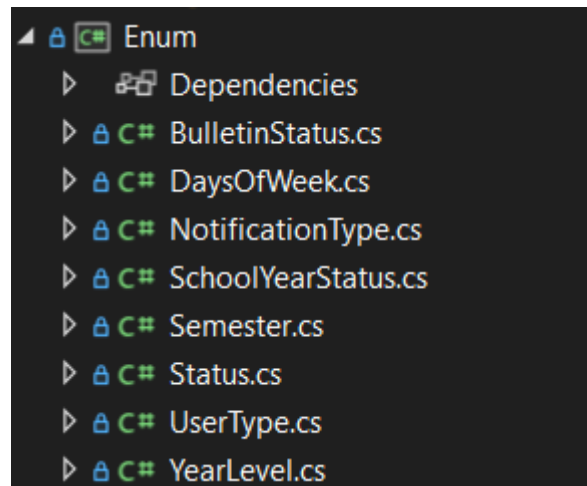 C# Enum
Dependencies
C# BulletinStatus.cs
C# DaysOfWeek.cs
C# NotificationType.cs
C# SchoolYearStatus.cs
C# Semester.cs
C# Status.cs
C# UserType.cs
C# YearLevel.cs